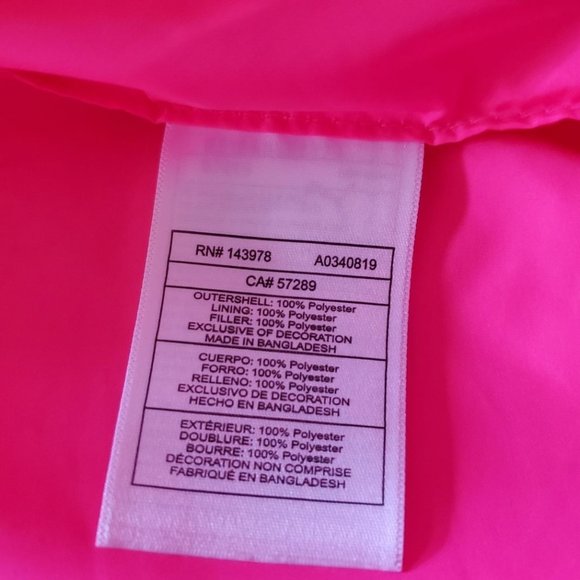 RN# 143978 A0340819
CA# 57289
OUTERSHELL: 100% Polyester
LINING: 100% Polyester
FILLER: 100% Polyester
EXCLUSIVE OF DECORATION
MADE IN BANGLADESH
CUERPO: 100% Polyester
FORRO: 100% Polyester
RELLENO: 100% Polyester
EXCLUSIVO DE DECORATION
HECHO EN BANGLADESH
EXTÉRIEUR: 100% Polyester
DOUBLURE: 100% Polyester
BOURRE: 100% Polyester
DÉCORATION NON COMPRISE
FABRIQUÉ EN BANGLADESH